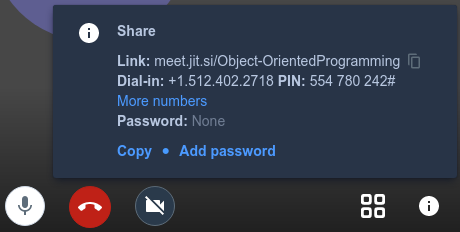 Share
Link: meet.jit.si/Object-OrientedProgramming
Dial-in: +1.512.402.2718 PIN: 554 780 242#
More numbers
Password: None
Copy • Add password